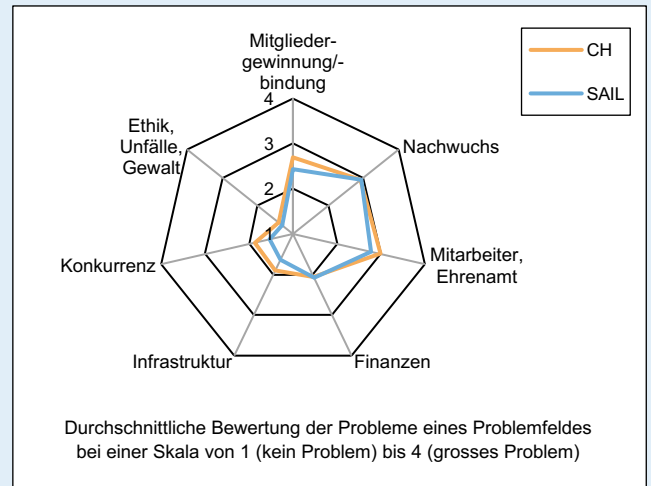 Mitglieder-
gewinnung/-
bindung
CH
SAIL
4
3
2
1
Ethik,
Unfälle,
Gewalt
Nachwuchs
Konkurrenz
Mitarbeiter,
Ehrenamt
Infrastruktur
Finanzen
Durchschnittliche Bewertung der Probleme eines Problemfeldes
bei einer Skala von 1 (kein Problem) bis 4 (grosses Problem)